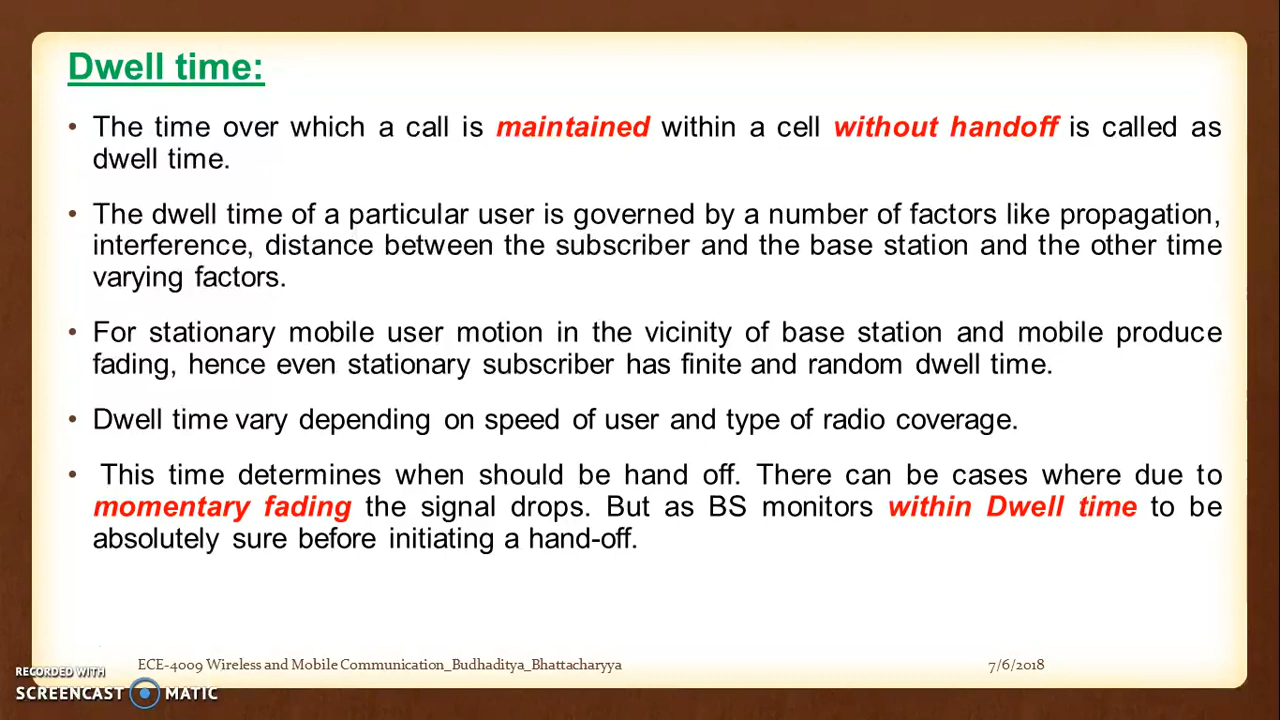 Dwell time:
• The time over which a call is maintained within a cell without handoff is called as
dwell time.
• The dwell time of a particular user is governed by a number of factors like propagation,
interference, distance between the subscriber and the base station and the other time
varying factors.
• For stationary mobile user motion in the vicinity of base station and mobile produce
fading, hence even stationary subscriber has finite and random dwell time.
• Dwell time vary depending on speed of user and type of radio coverage.
• This time determines when should be hand off. There can be cases where due to
momentary fading the signal drops. But as BS monitors within Dwell time to be
absolutely sure before initiating a hand-off.
ECE-4009 Wireless and Mobile Communication_Budhaditya_Bhattacharyya 7/6/2018
RECORDED WITH
SCREENCAST MATIC